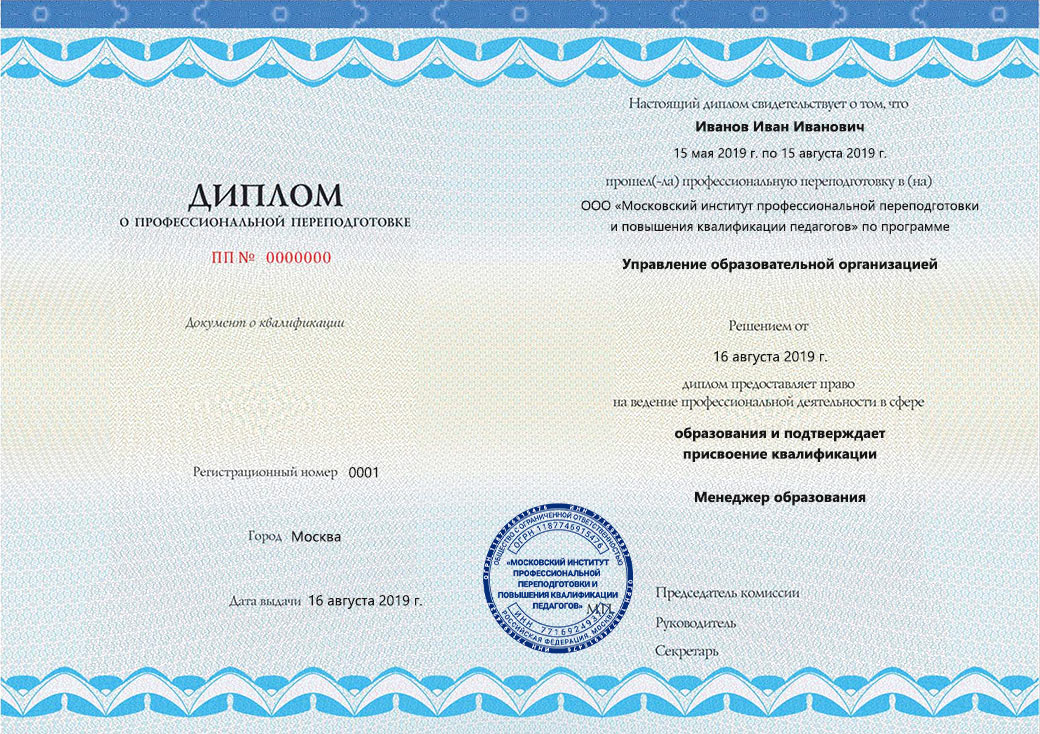 ДИПЛОМ
О ПРОФЕССИОНАЛЬНОЙ ПЕРЕПОДГОТОВКЕ
ПП № 0000000
Документ о квалификации
Регистрационный номер 0001
Город Москва
Дата выдачи 16 августа 2019 г.
Настоящий диплом свидетельствует о том, что
Иванов Иван Иванович
15 мая 2019 г. по 15 августа 2019 г.
прошел(-ла) профессиональную переподготовку в (на)
ООО «Московский институт профессиональной переподготовки
и повышения квалификации педагогов» по программе
Управление образовательной организацией
Решением от
16 августа 2019 г.
диплом предоставляет право
на ведение профессиональной деятельности в сфере
образования и подтверждает
присвоение квалификации
Менеджер образования
Председатель комиссии
Руководитель
Секретарь
ОБЩЕСТВО С ОГРАНИЧЕННОЙ ОТВЕТСТВЕННОСТЬЮ
ОГРН 1187746915476
«МОСКОВСКИЙ ИНСТИТУТ
ПРОФЕССИОНАЛЬНОЙ
ПЕРЕПОДГОТОВКИ И
ПОВЫШЕНИЯ КВАЛИФИКАЦИИ
ПЕДАГОГОВ»
М.П.
ИНН
РОССИЙСКАЯ ФЕДЕРАЦИЯ, МОСКВА